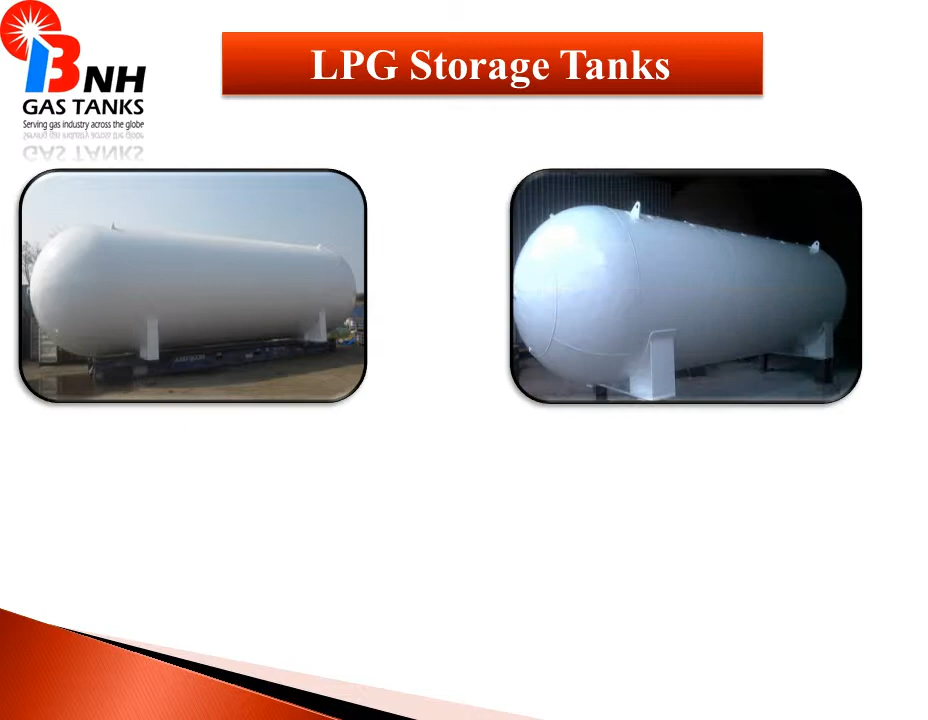 BNH
GAS TANKS
Serving gas industry across the globe
LPG Storage Tanks